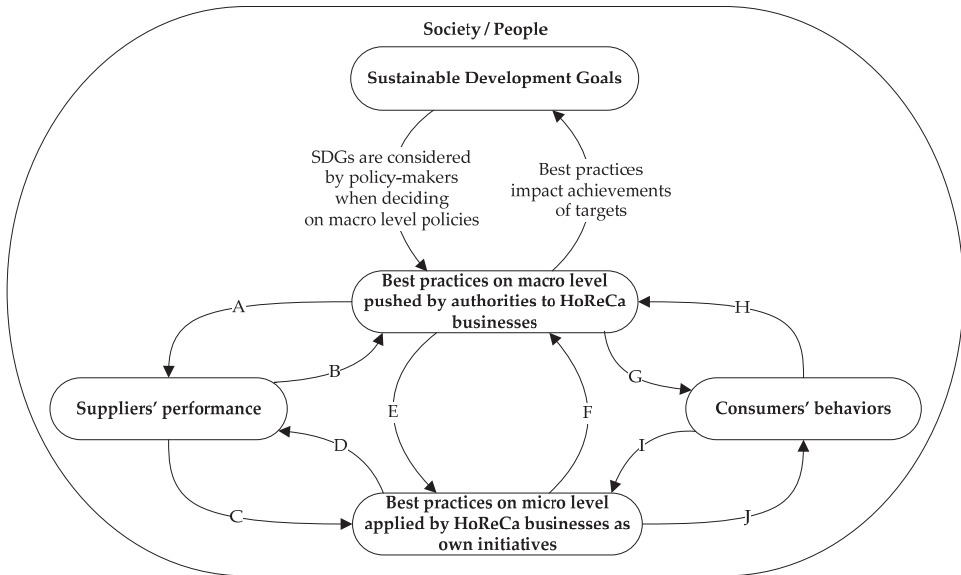 Society / People
Sustainable Development Goals
SDGs are considered
by policy-makers
when deciding
on macro level policies
Best practices
impact achievements
of targets
Best practices on macro level
pushed by authorities to HoReCa
businesses
A
H
B
G
Suppliers’ performance
Consumers’ behaviors
E
F
D
I
C
J
Best practices on micro level
applied by HoReCa businesses as
own initiatives